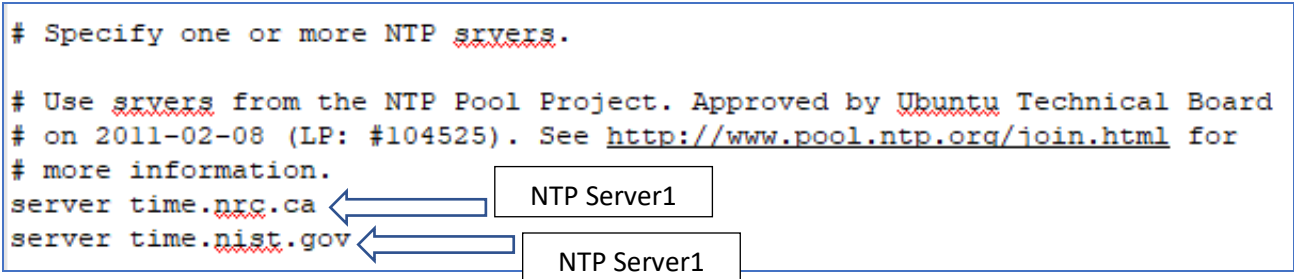 # Specify one or more NTP srvers.
# Use srvers from the NTP Pool Project. Approved by Ubuntu Technical Board
# on 2011-02-08 (LP: #104525). See http://www.pool.ntp.org/join.html for
# more information.
server time.nrc.ca
NTP Server1
server time.nist.gov
NTP Server1